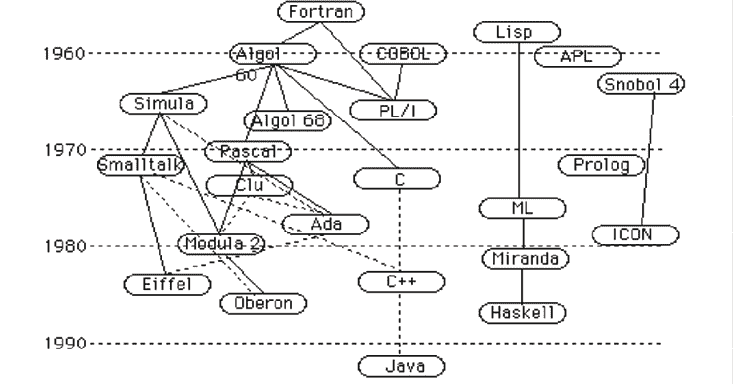 Fortran
Lisp
1960
Algol 60
COBOL
APL
Snobol 4
Simula
PL/I
Algol 68
1970
Pascal
Smalltalk
Prolog
Clu
C
Ada
ML
ICON
1980
Modula 2
Miranda
Eiffel
C++
Oberon
Haskell
1990
Java